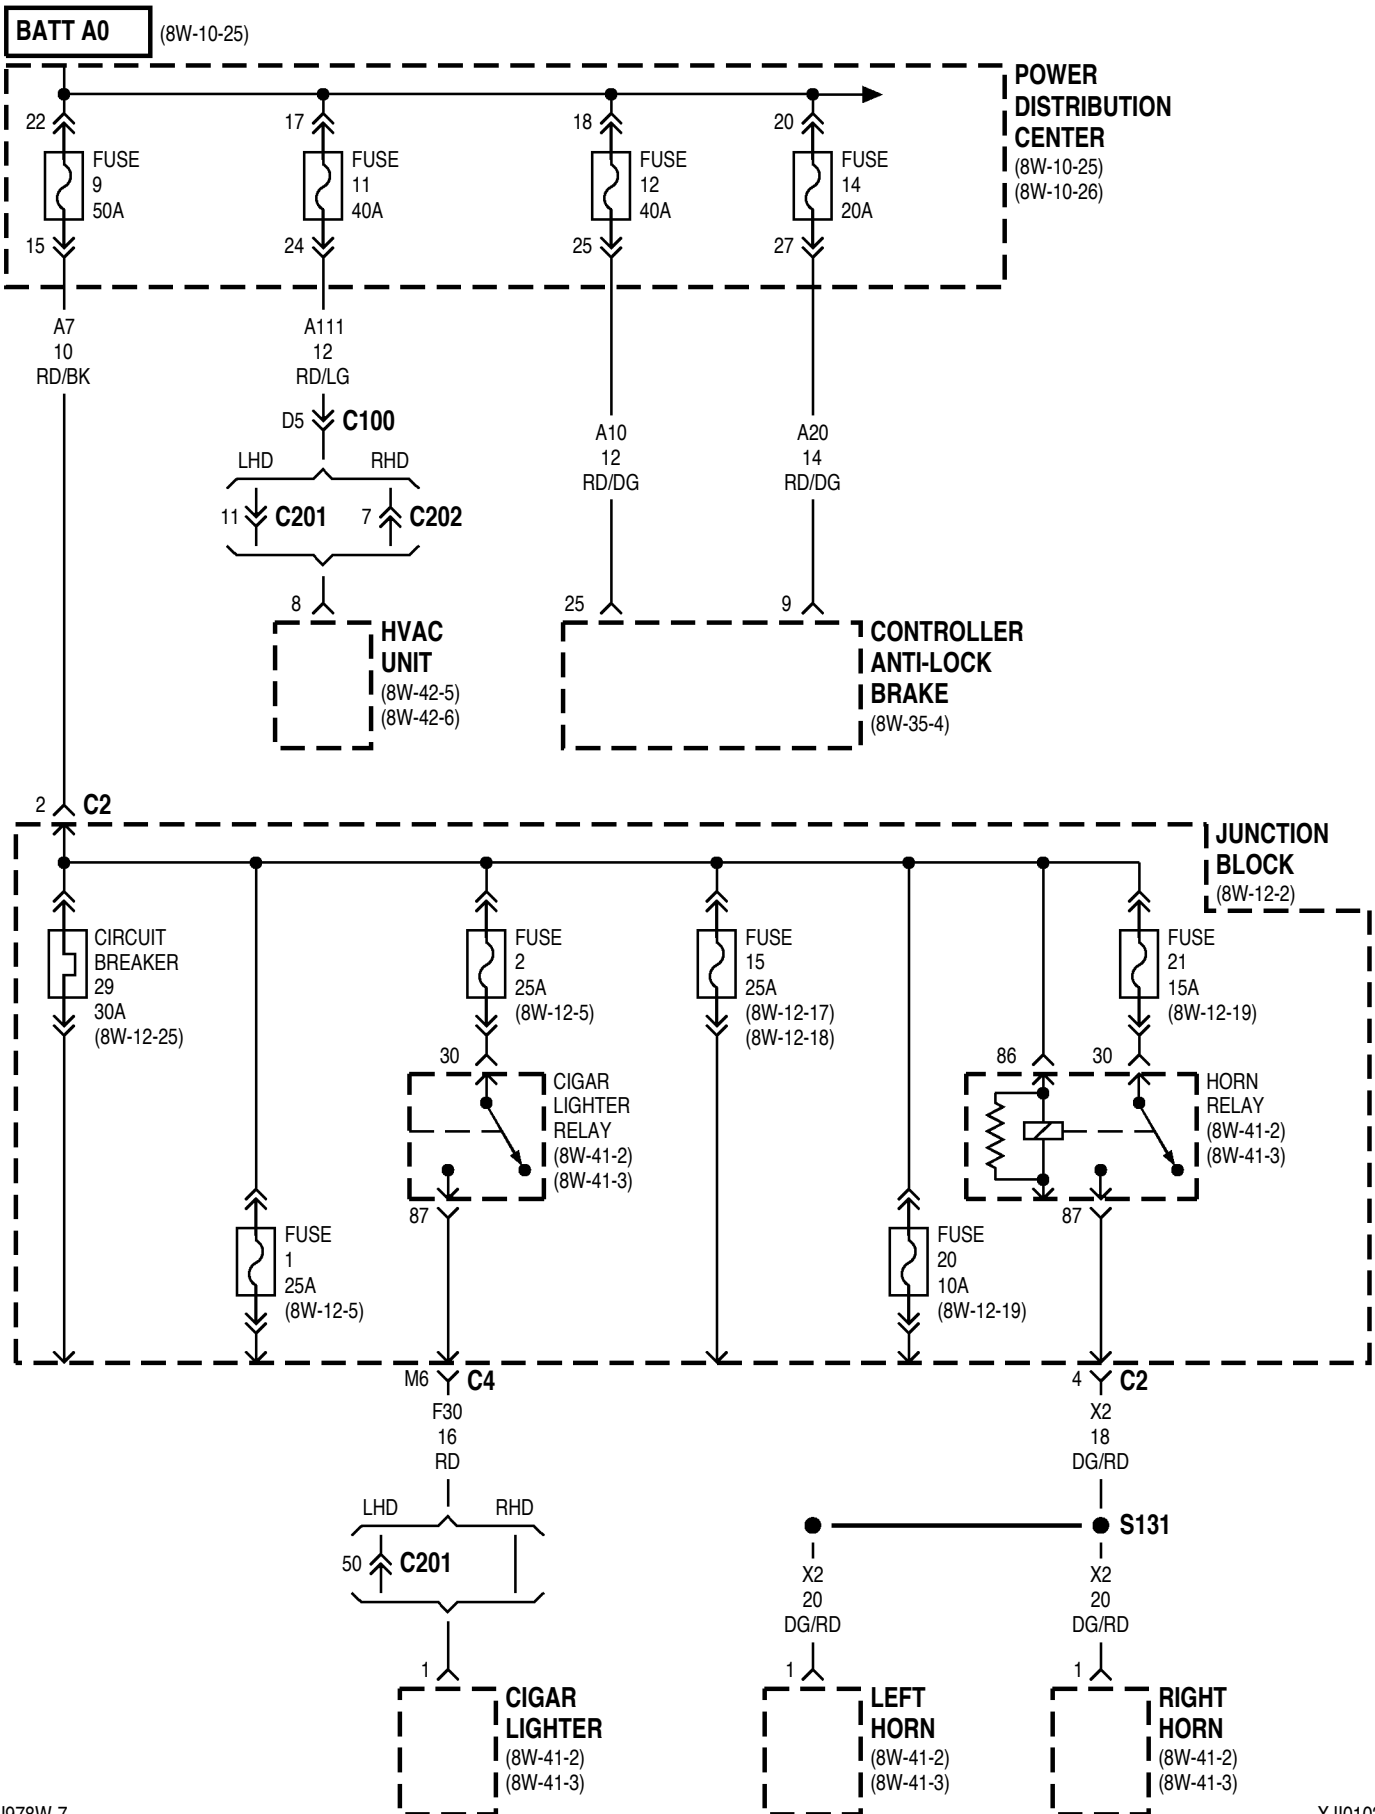 BATT A0 (8W-10-25)
POWER
DISTRIBUTION
CENTER
(8W-10-25)
(8W-10-26)
22
FUSE
9
50A
15
17
FUSE
11
40A
24
18
FUSE
12
40A
25
20
FUSE
14
20A
27
A7
10
RD/BK
A111
12
RD/LG
D5 C100
LHD RHD
11 C201 7 C202
A10
12
RD/DG
A20
14
RD/DG
8
HVAC
UNIT
(8W-42-5)
(8W-42-6)
25 9
CONTROLLER
ANTI-LOCK
BRAKE
(8W-35-4)
2 C2
JUNCTION
BLOCK
(8W-12-2)
CIRCUIT
BREAKER
29
30A
(8W-12-25)
FUSE
2
25A
(8W-12-5)
FUSE
15
25A
(8W-12-17)
(8W-12-18)
FUSE
21
15A
(8W-12-19)
30
CIGAR
LIGHTER
RELAY
(8W-41-2)
(8W-41-3)
87
86 30
HORN
RELAY
(8W-41-2)
(8W-41-3)
87
FUSE
1
25A
(8W-12-5)
FUSE
20
10A
(8W-12-19)
M6 C4
F30
16
RD
4 C2
X2
18
DG/RD
LHD RHD
50 C201
S131
X2
20
DG/RD
X2
20
DG/RD
1
CIGAR
LIGHTER
(8W-41-2)
(8W-41-3)
1
LEFT
HORN
(8W-41-2)
(8W-41-3)
1
RIGHT
HORN
(8W-41-2)
(8W-41-3)